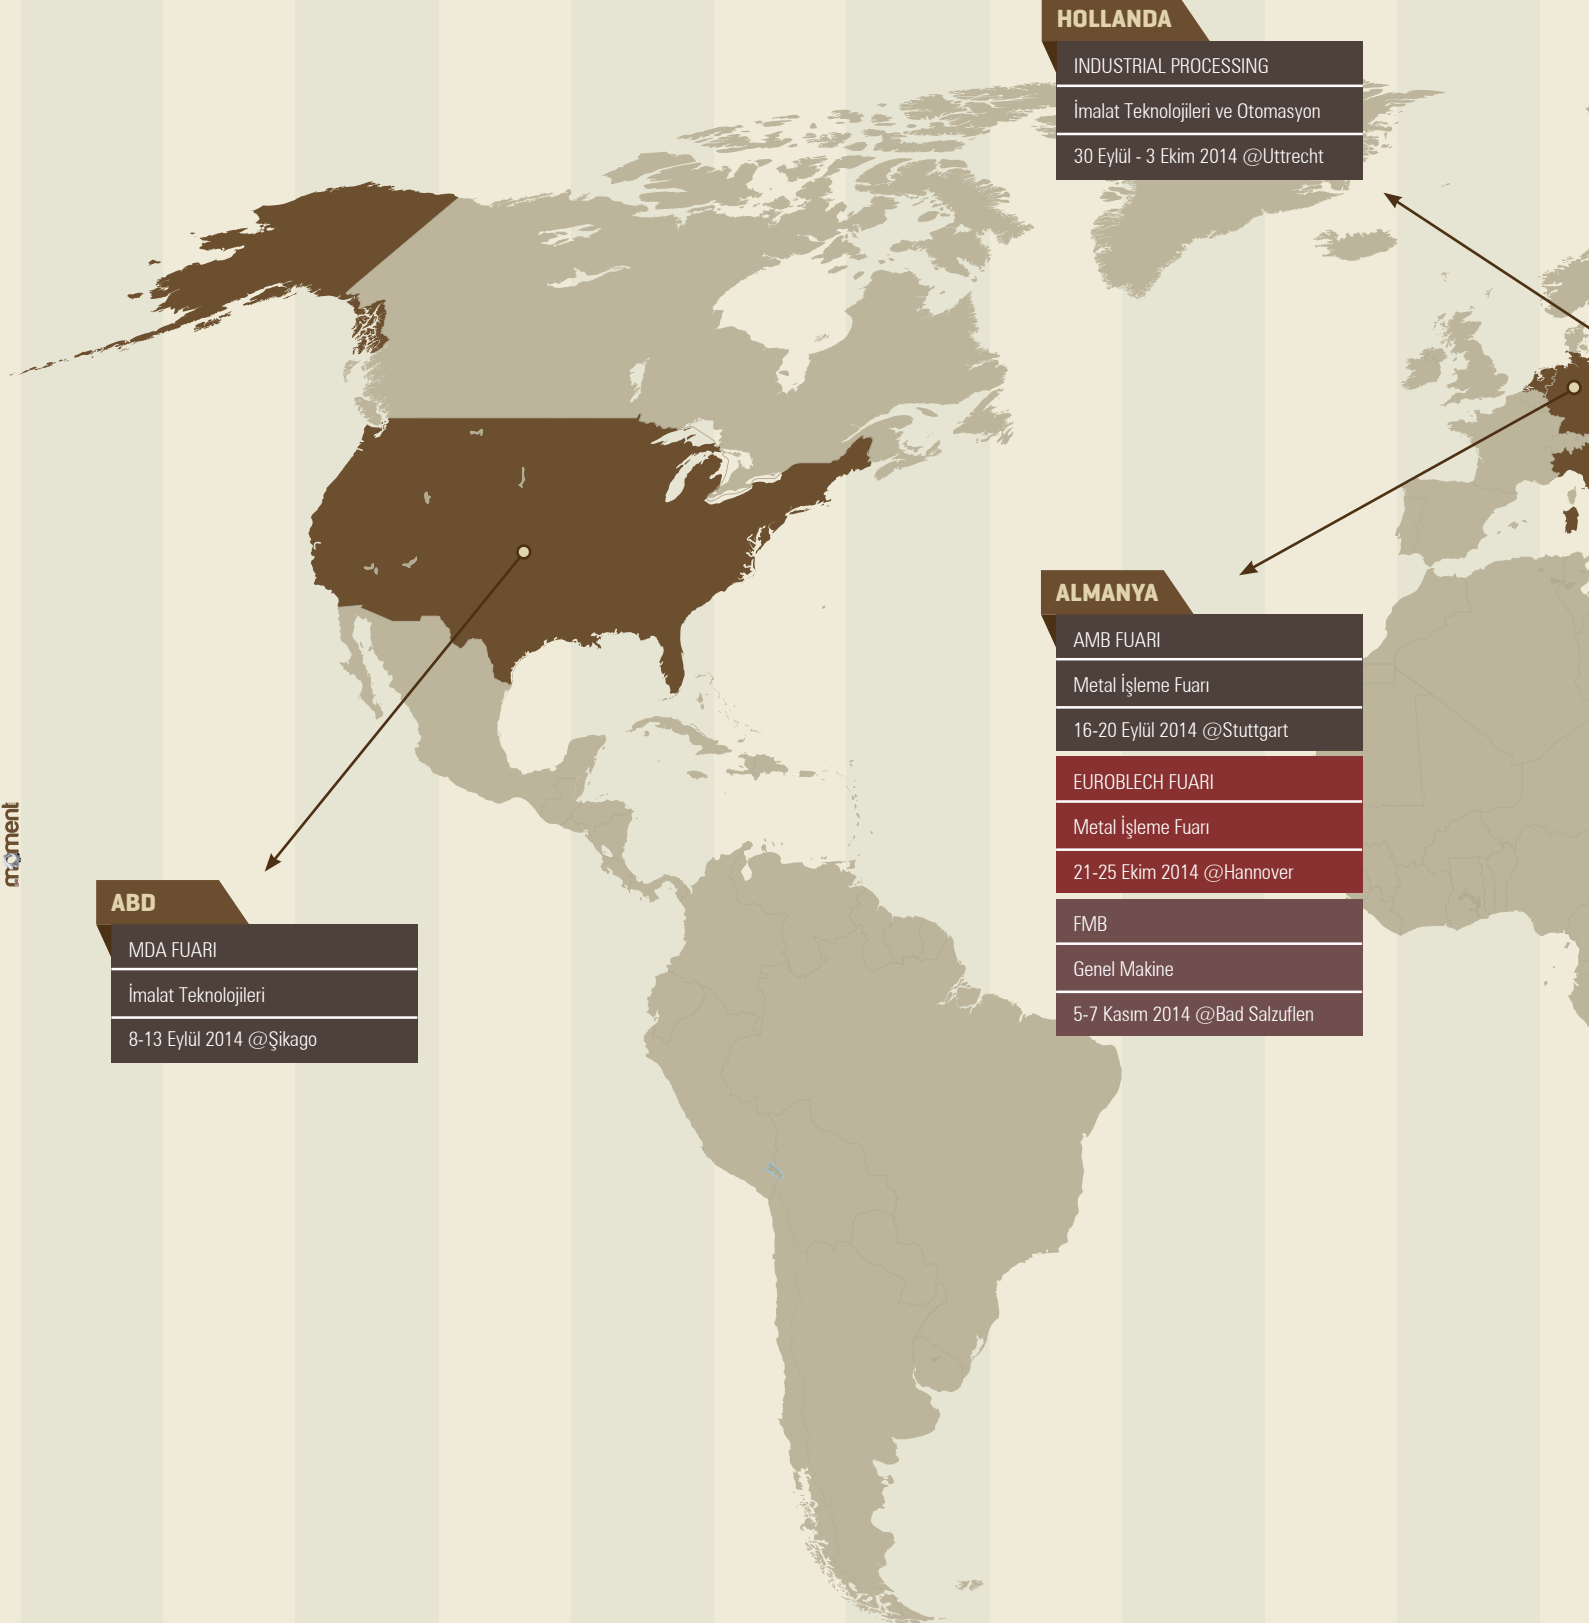 HOLLANDA
INDUSTRIAL PROCESSING
İmalat Teknolojileri ve Otomasyon
30 Eylül - 3 Ekim 2014 @Uttrecht
ALMANYA
AMB FUARI
Metal İşleme Fuarı
16-20 Eylül 2014 @Stuttgart
EUROBLECH FUARI
Metal İşleme Fuarı
21-25 Ekim 2014 @Hannover
FMB
Genel Makine
5-7 Kasım 2014 @Bad Salzuflen
moment
ABD
MDA FUARI
İmalat Teknolojileri
8-13 Eylül 2014 @Şikago